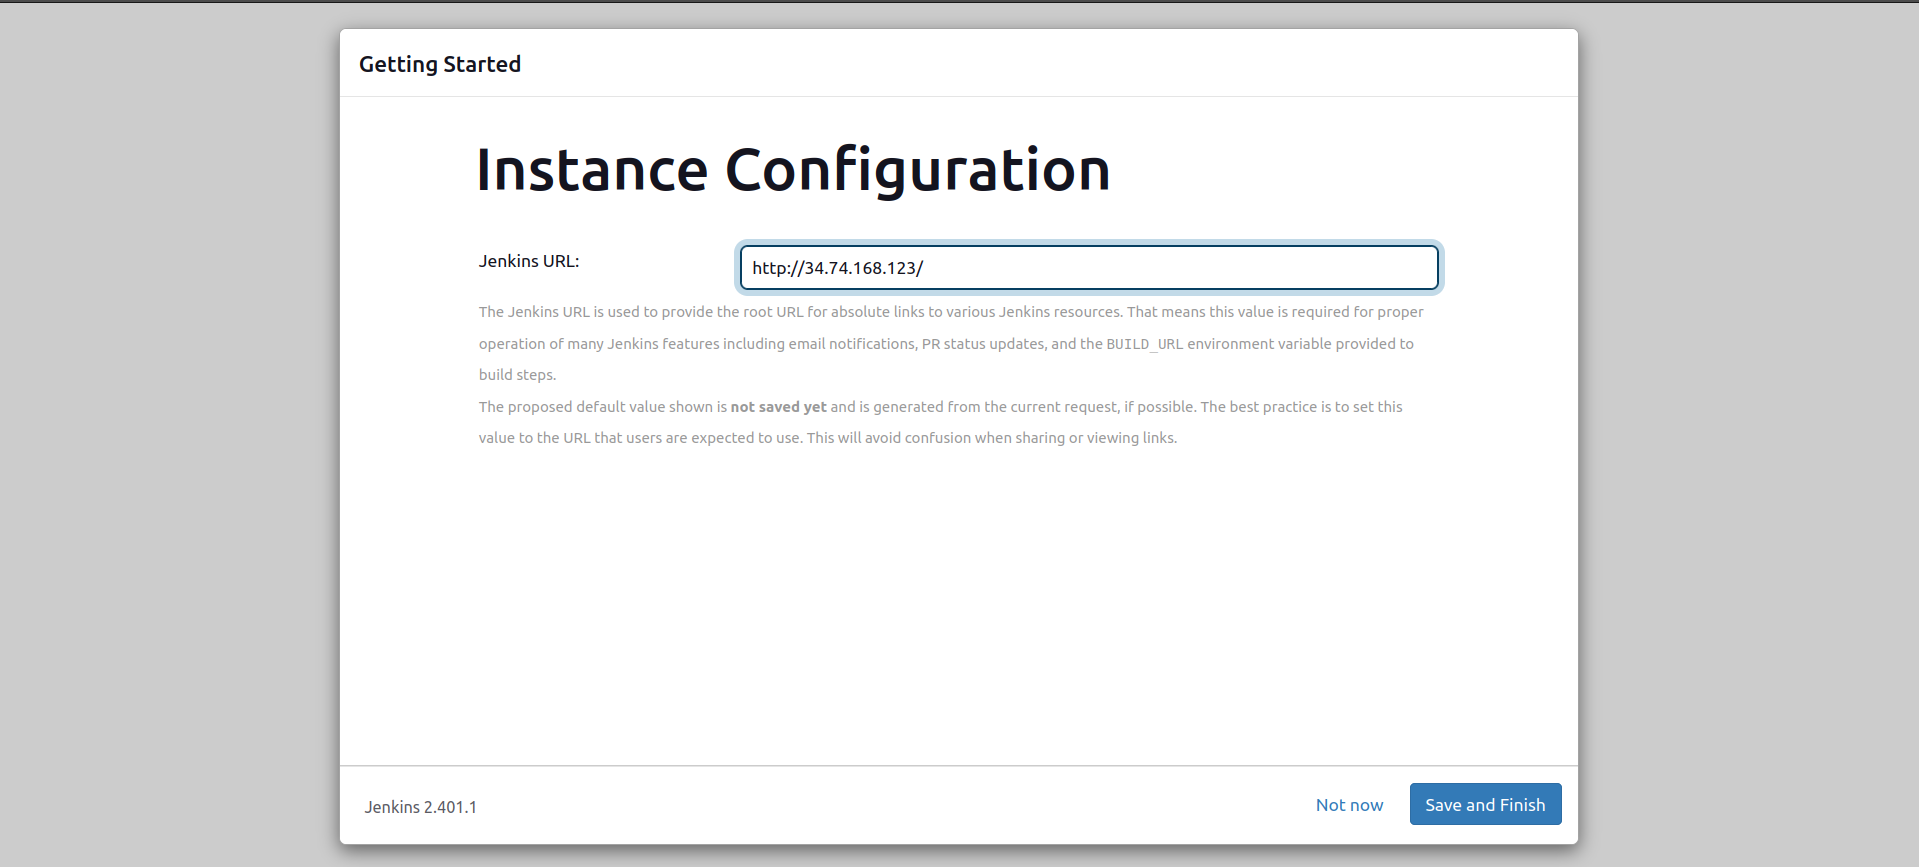 Getting Started
Instance Configuration
Jenkins URL:
http://34.74.168.123/
The Jenkins URL is used to provide the root URL for absolute links to various Jenkins resources. That means this value is required for proper
operation of many Jenkins features including email notifications, PR status updates, and the BUILD_URL environment variable provided to
build steps.
The proposed default value shown is not saved yet and is generated from the current request, if possible. The best practice is to set this
value to the URL that users are expected to use. This will avoid confusion when sharing or viewing links.
Jenkins 2.401.1
Not now
Save and Finish